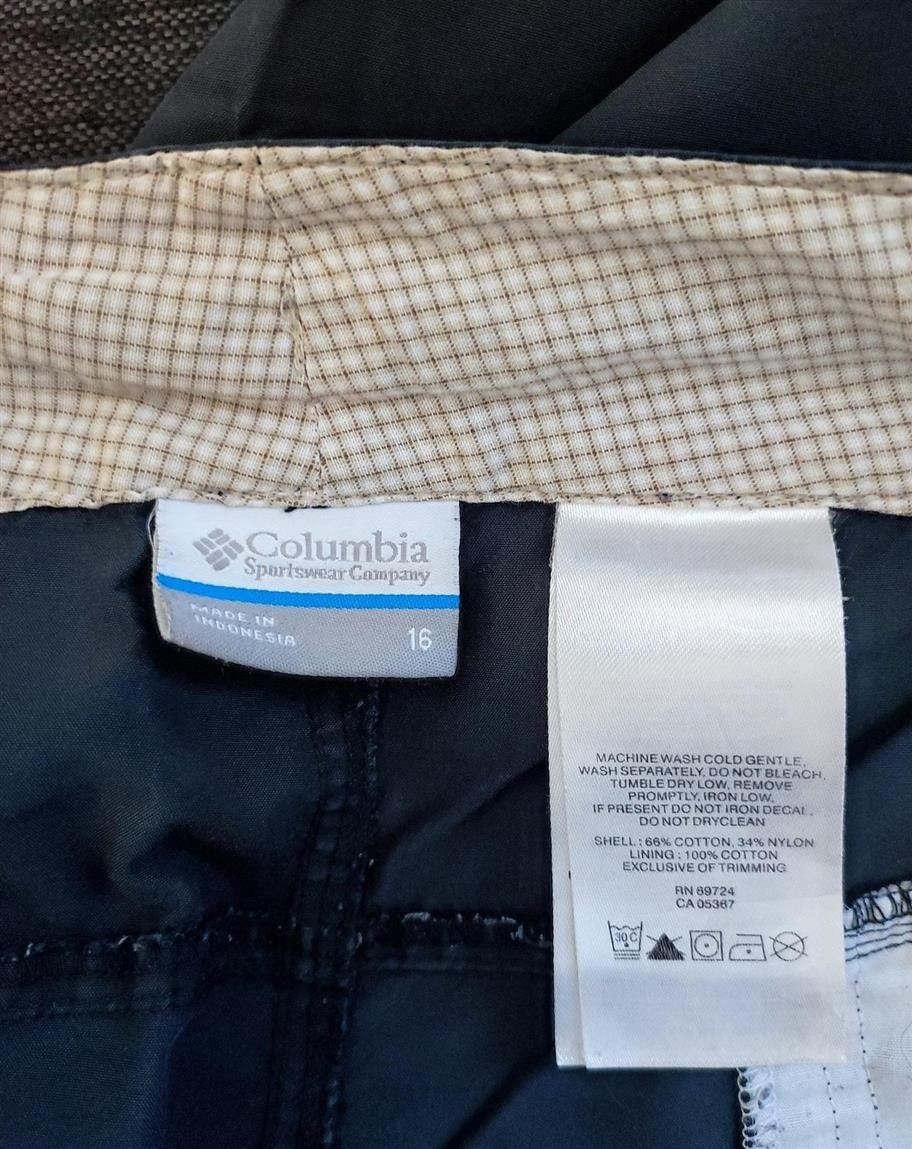 Columbia
Sportswear Company
MADE IN
INDONESIA
16
MACHINE WASH COLD GENTLE,
WASH SEPARATELY, DO NOT BLEACH,
TUMBLE DRY LOW, REMOVE
PROMPTLY, IRON LOW,
IF PRESENT DO NOT IRON DECAL,
DO NOT DRYCLEAN
SHELL : 66% COTTON, 34% NYLON
LINING : 100% COTTON
EXCLUSIVE OF TRIMMING
RN 69724
CA 05367
30C